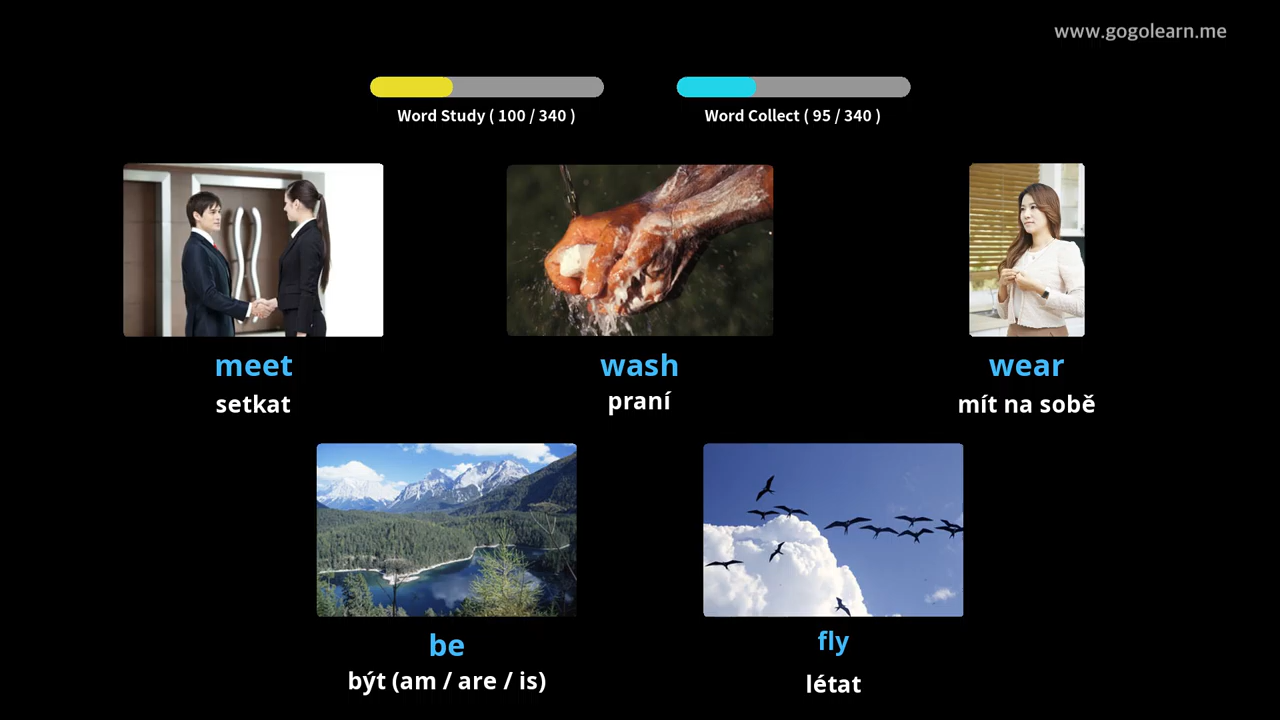 www.gogolearn.me
Word Study ( 100 / 340 )
Word Collect ( 95 / 340 )
meet
setkat
wash
praní
wear
mít na sobě
be
být (am / are / is)
fly
létat